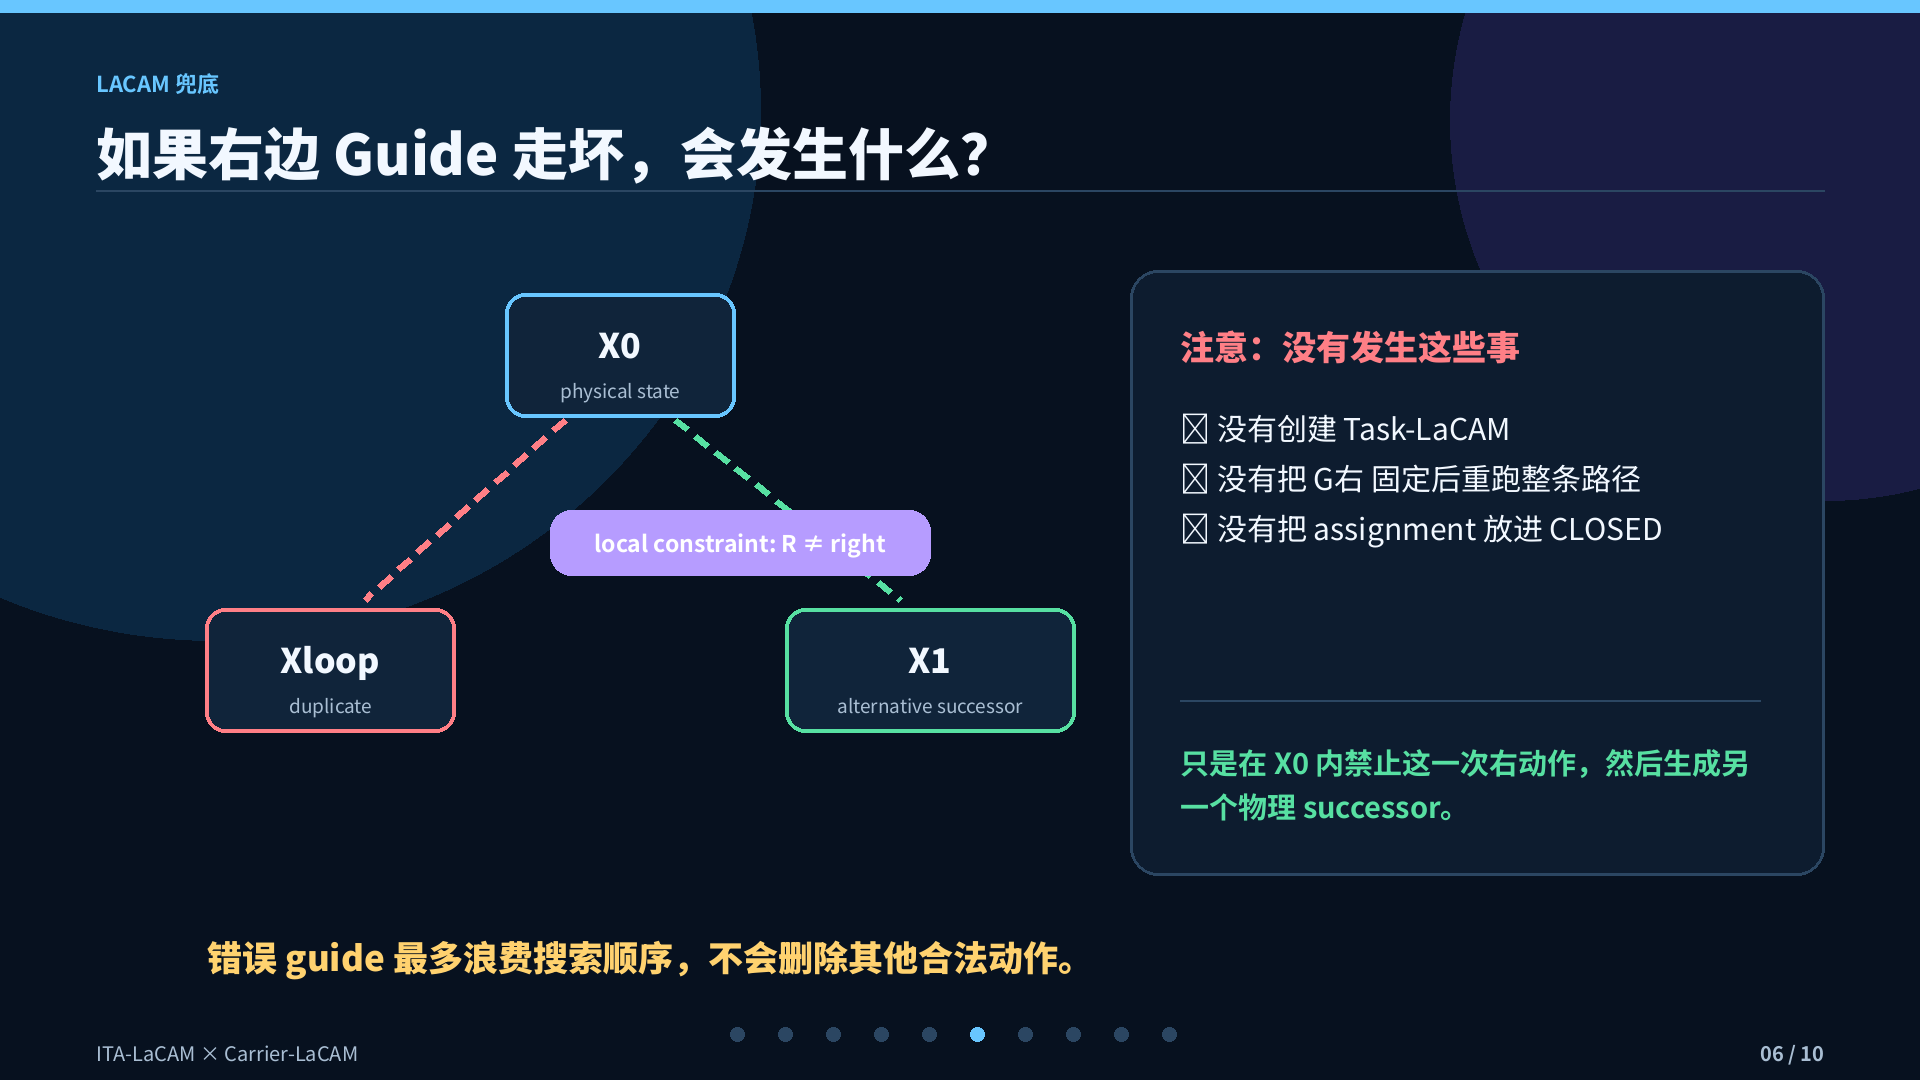 LACAM 兜底
如果右边 Guide 走坏，会发生什么？
X0
physical state
local constraint: R ≠ right
Xloop
duplicate
X1
alternative successor
注意：没有发生这些事
没有创建 Task-LaCAM
没有把 G右 固定后重跑整条路径
没有把 assignment 放进 CLOSED
只是在 X0 内禁止这一次右动作，然后生成另
一个物理 successor。
错误 guide 最多浪费搜索顺序，不会删除其他合法动作。
ITA-LaCAM × Carrier-LaCAM
06 / 10